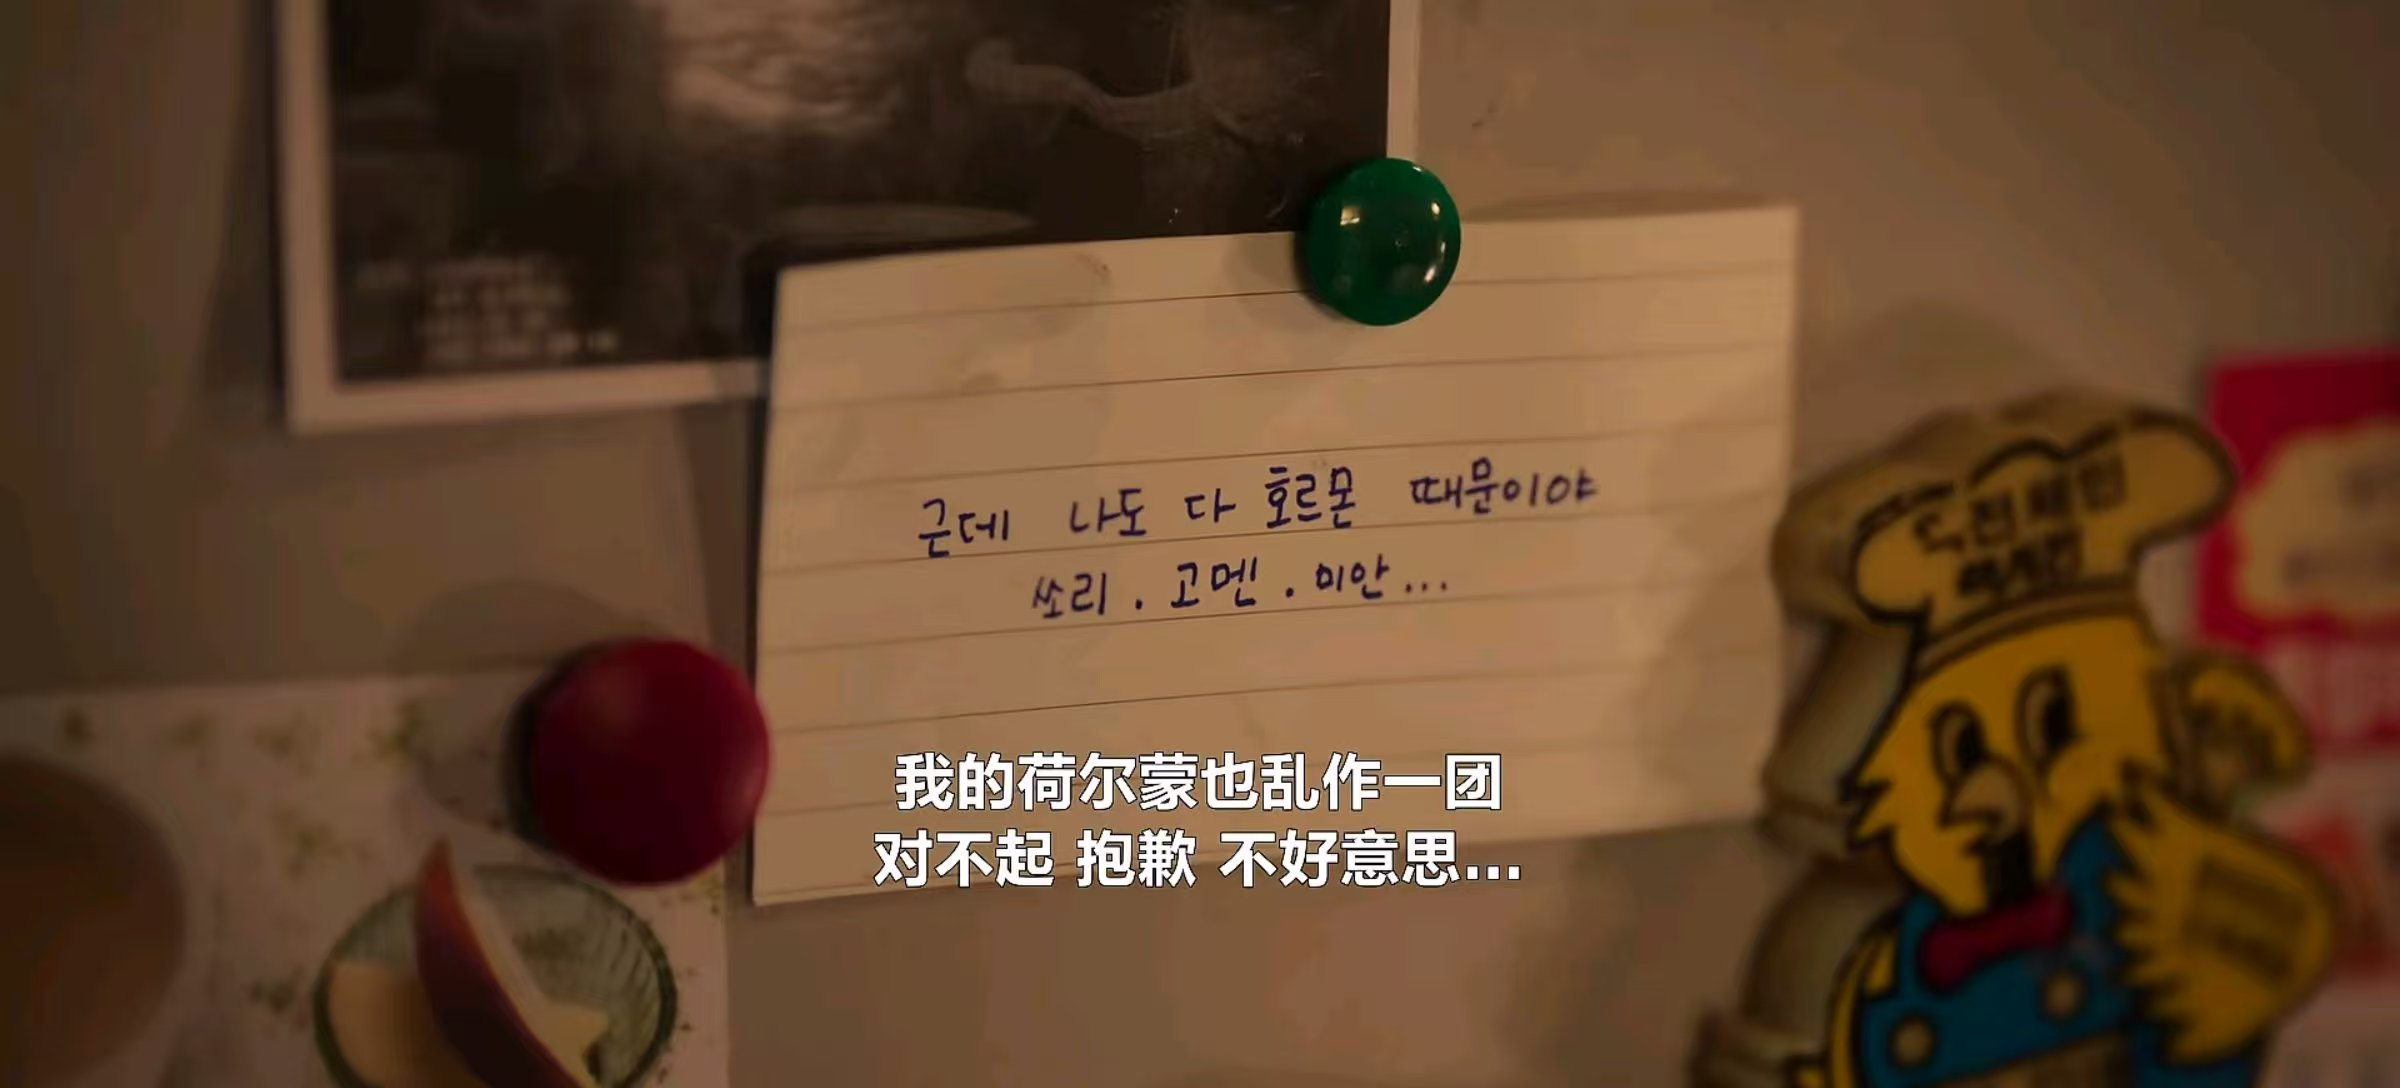 근데 나도 다 호르몬 때문이야
쏘리 . 고멘 . 미안...
我的荷尔蒙也乱作一团
对不起 抱歉 不好意思...